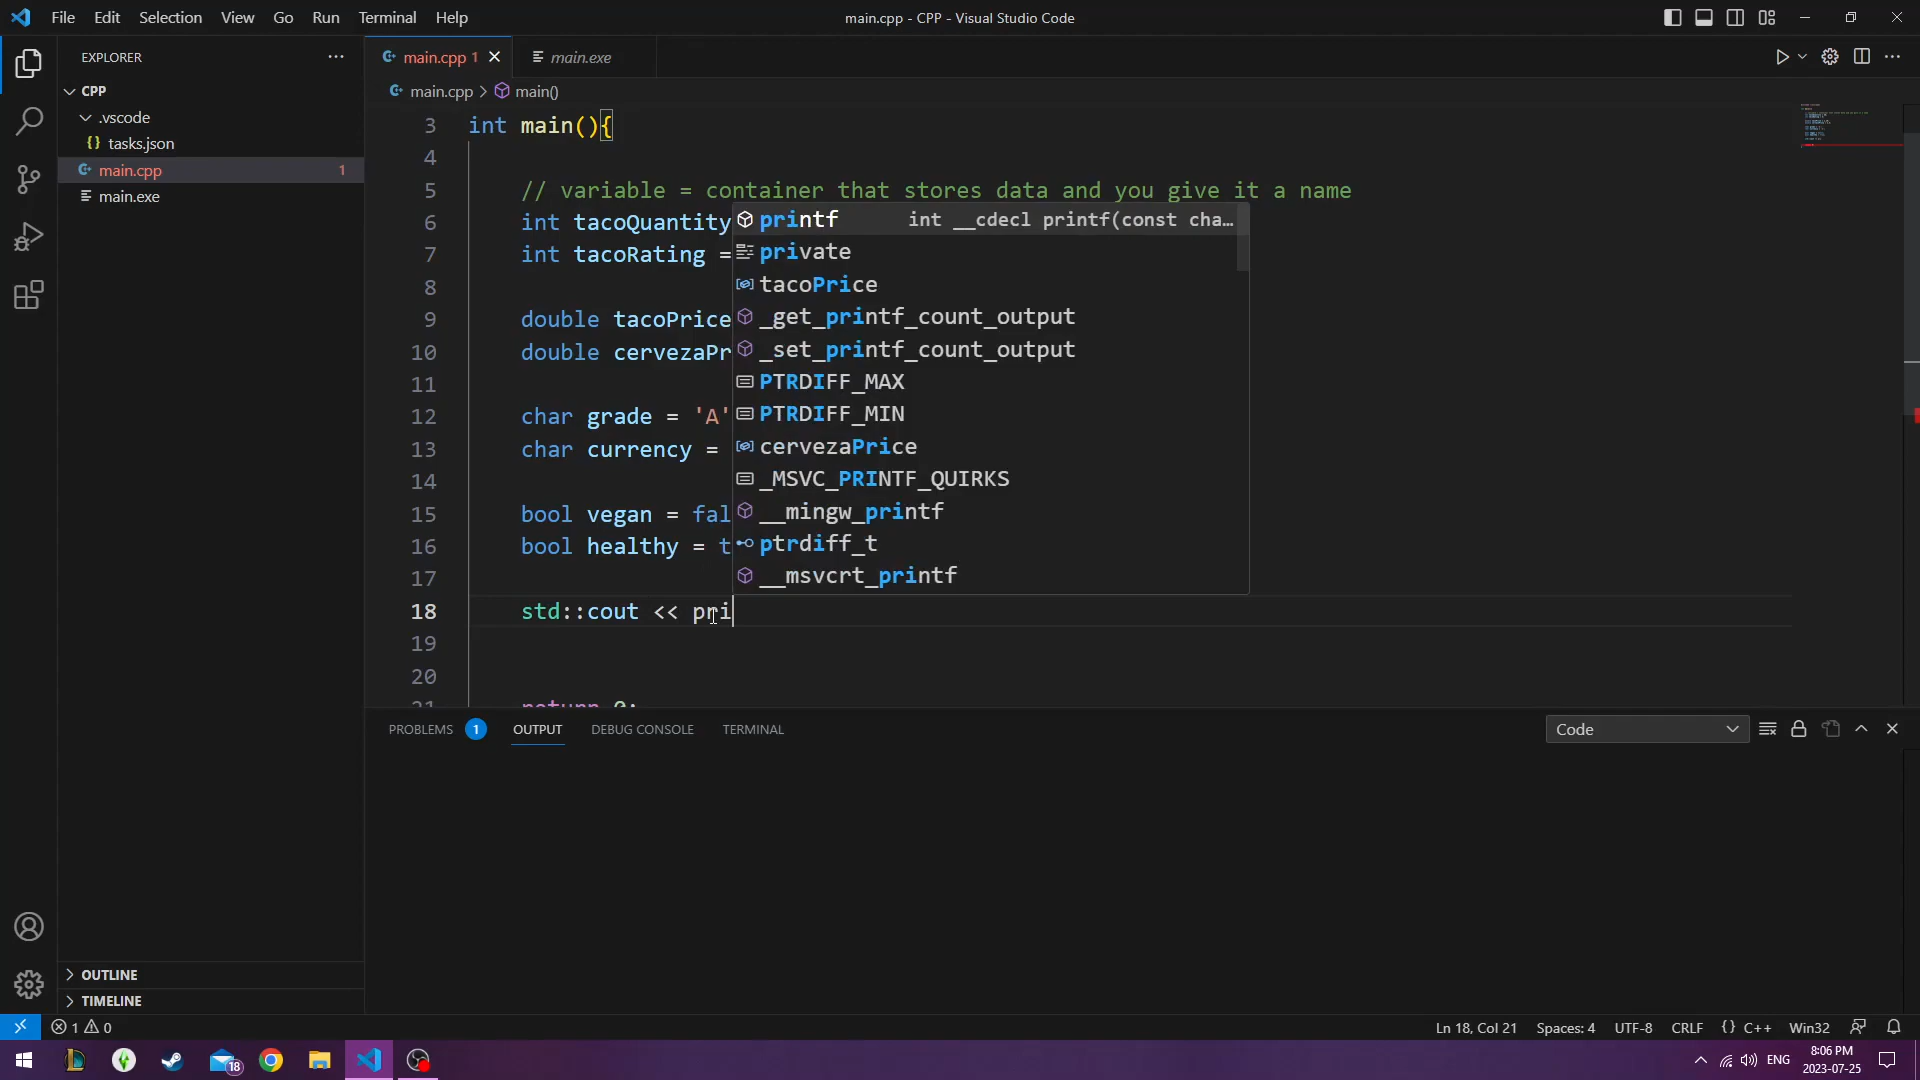 File Edit Selection View Go Run Terminal Help
main.cpp - CPP - Visual Studio Code
EXPLORER
CPP
.vscode
{} tasks.json
main.cpp 1
main.exe
OUTLINE
TIMELINE
main.cpp 1
main.exe
main.cpp > main()
3 int main(){
4
5 // variable = container that stores data and you give it a name
6 int tacoQuantity
7 int tacoRating =
8
9 double tacoPrice
10 double cervezaPr
11
12 char grade = 'A'
13 char currency =
14
15 bool vegan = fal
16 bool healthy = t
17
18 std::cout << pri
19
20
21 return 0;
printf int __cdecl printf(const cha…
private
tacoPrice
_get_printf_count_output
_set_printf_count_output
PTRDIFF_MAX
PTRDIFF_MIN
cervezaPrice
_MSVC_PRINTF_QUIRKS
__mingw_printf
ptrdiff_t
__msvcrt_printf
PROBLEMS 1 OUTPUT DEBUG CONSOLE TERMINAL
Code
1 0
Ln 18, Col 21 Spaces: 4 UTF-8 CRLF {} C++ Win32
18
ENG
8:06 PM
2023-07-25